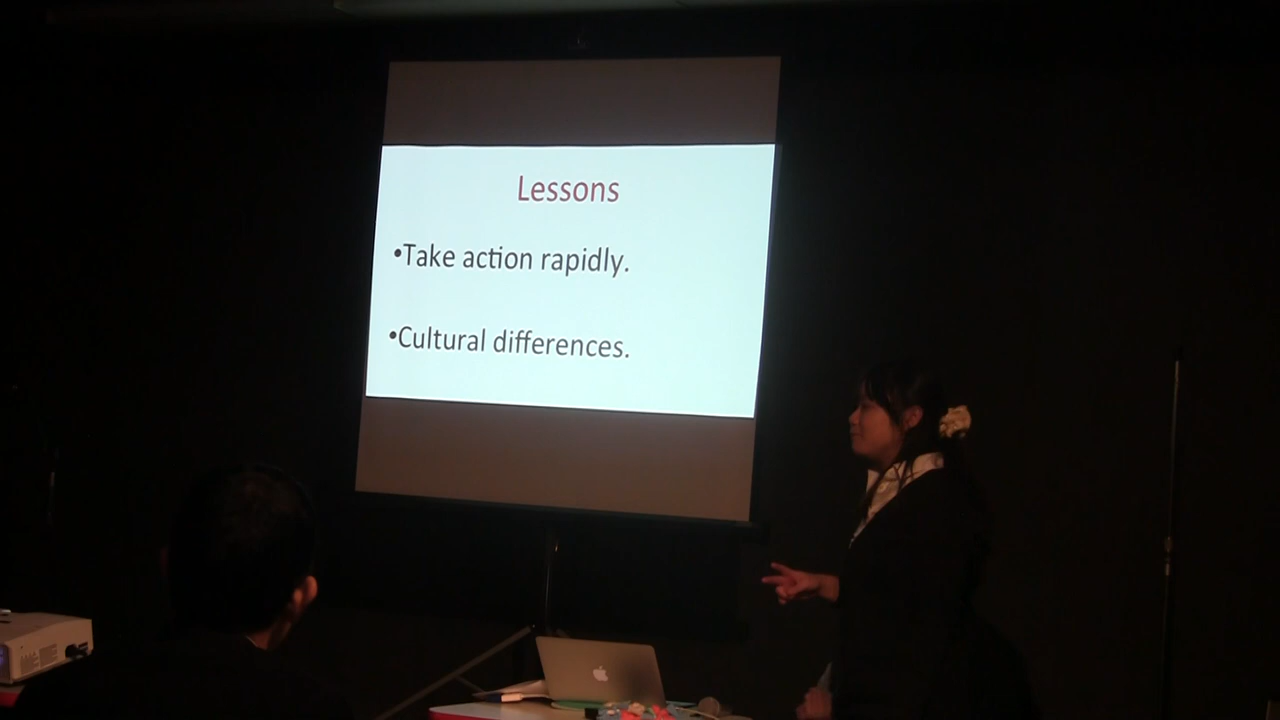 Lessons
•Take action rapidly.
•Cultural differences.